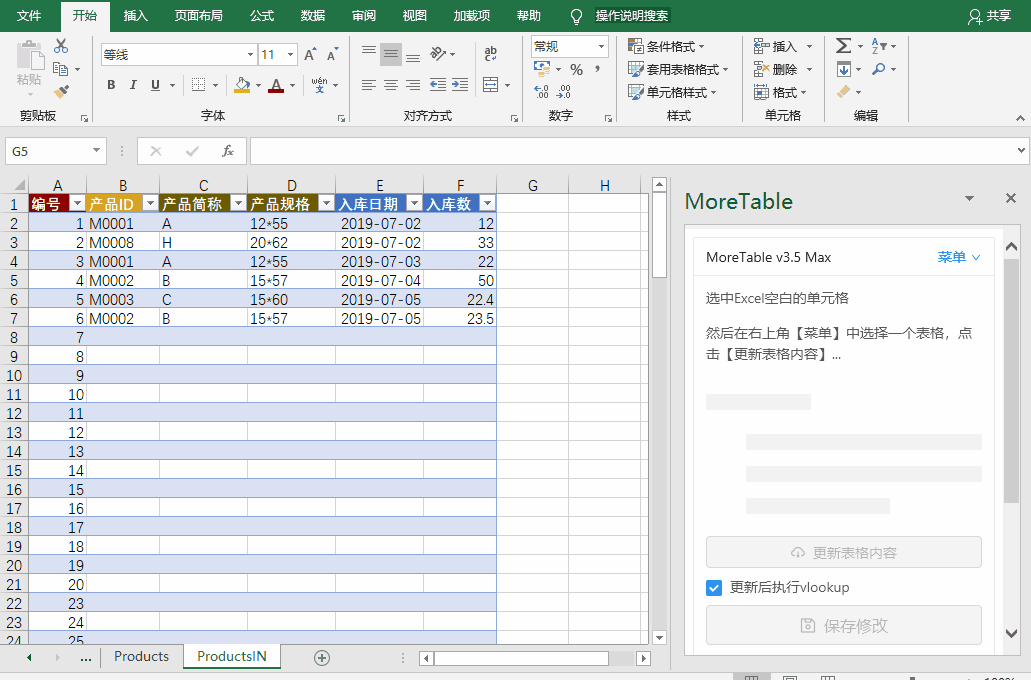 文件 开始 插入 页面布局 公式 数据 审阅 视图 加载项 帮助 操作说明搜索 共享
等线 11 常规 条件格式 插入
粘贴 套用表格格式 删除
B I U A wén 文 ab % 单元格样式 格式
剪贴板 字体 对齐方式 数字 样式 单元格 编辑
G5 fx
A B C D E F G H
1 编号 产品ID 产品简称 产品规格 入库日期 入库数
2 1 M0001 A 12*55 2019-07-02 12
3 2 M0008 H 20*62 2019-07-02 33
4 3 M0001 A 12*55 2019-07-03 22
5 4 M0002 B 15*57 2019-07-04 50
6 5 M0003 C 15*60 2019-07-05 22.4
7 6 M0002 B 15*57 2019-07-05 23.5
8 7
9 8
10 9
11 10
12 11
13 12
14 13
15 14
16 15
17 16
18 17
19 18
20 19
21 20
22 23
23 24
24 25
... Products ProductsIN
MoreTable
MoreTable v3.5 Max 菜单
选中Excel空白的单元格
然后在右上角【菜单】中选择一个表格，点
击【更新表格内容】...
更新表格内容
更新后执行vlookup
保存修改